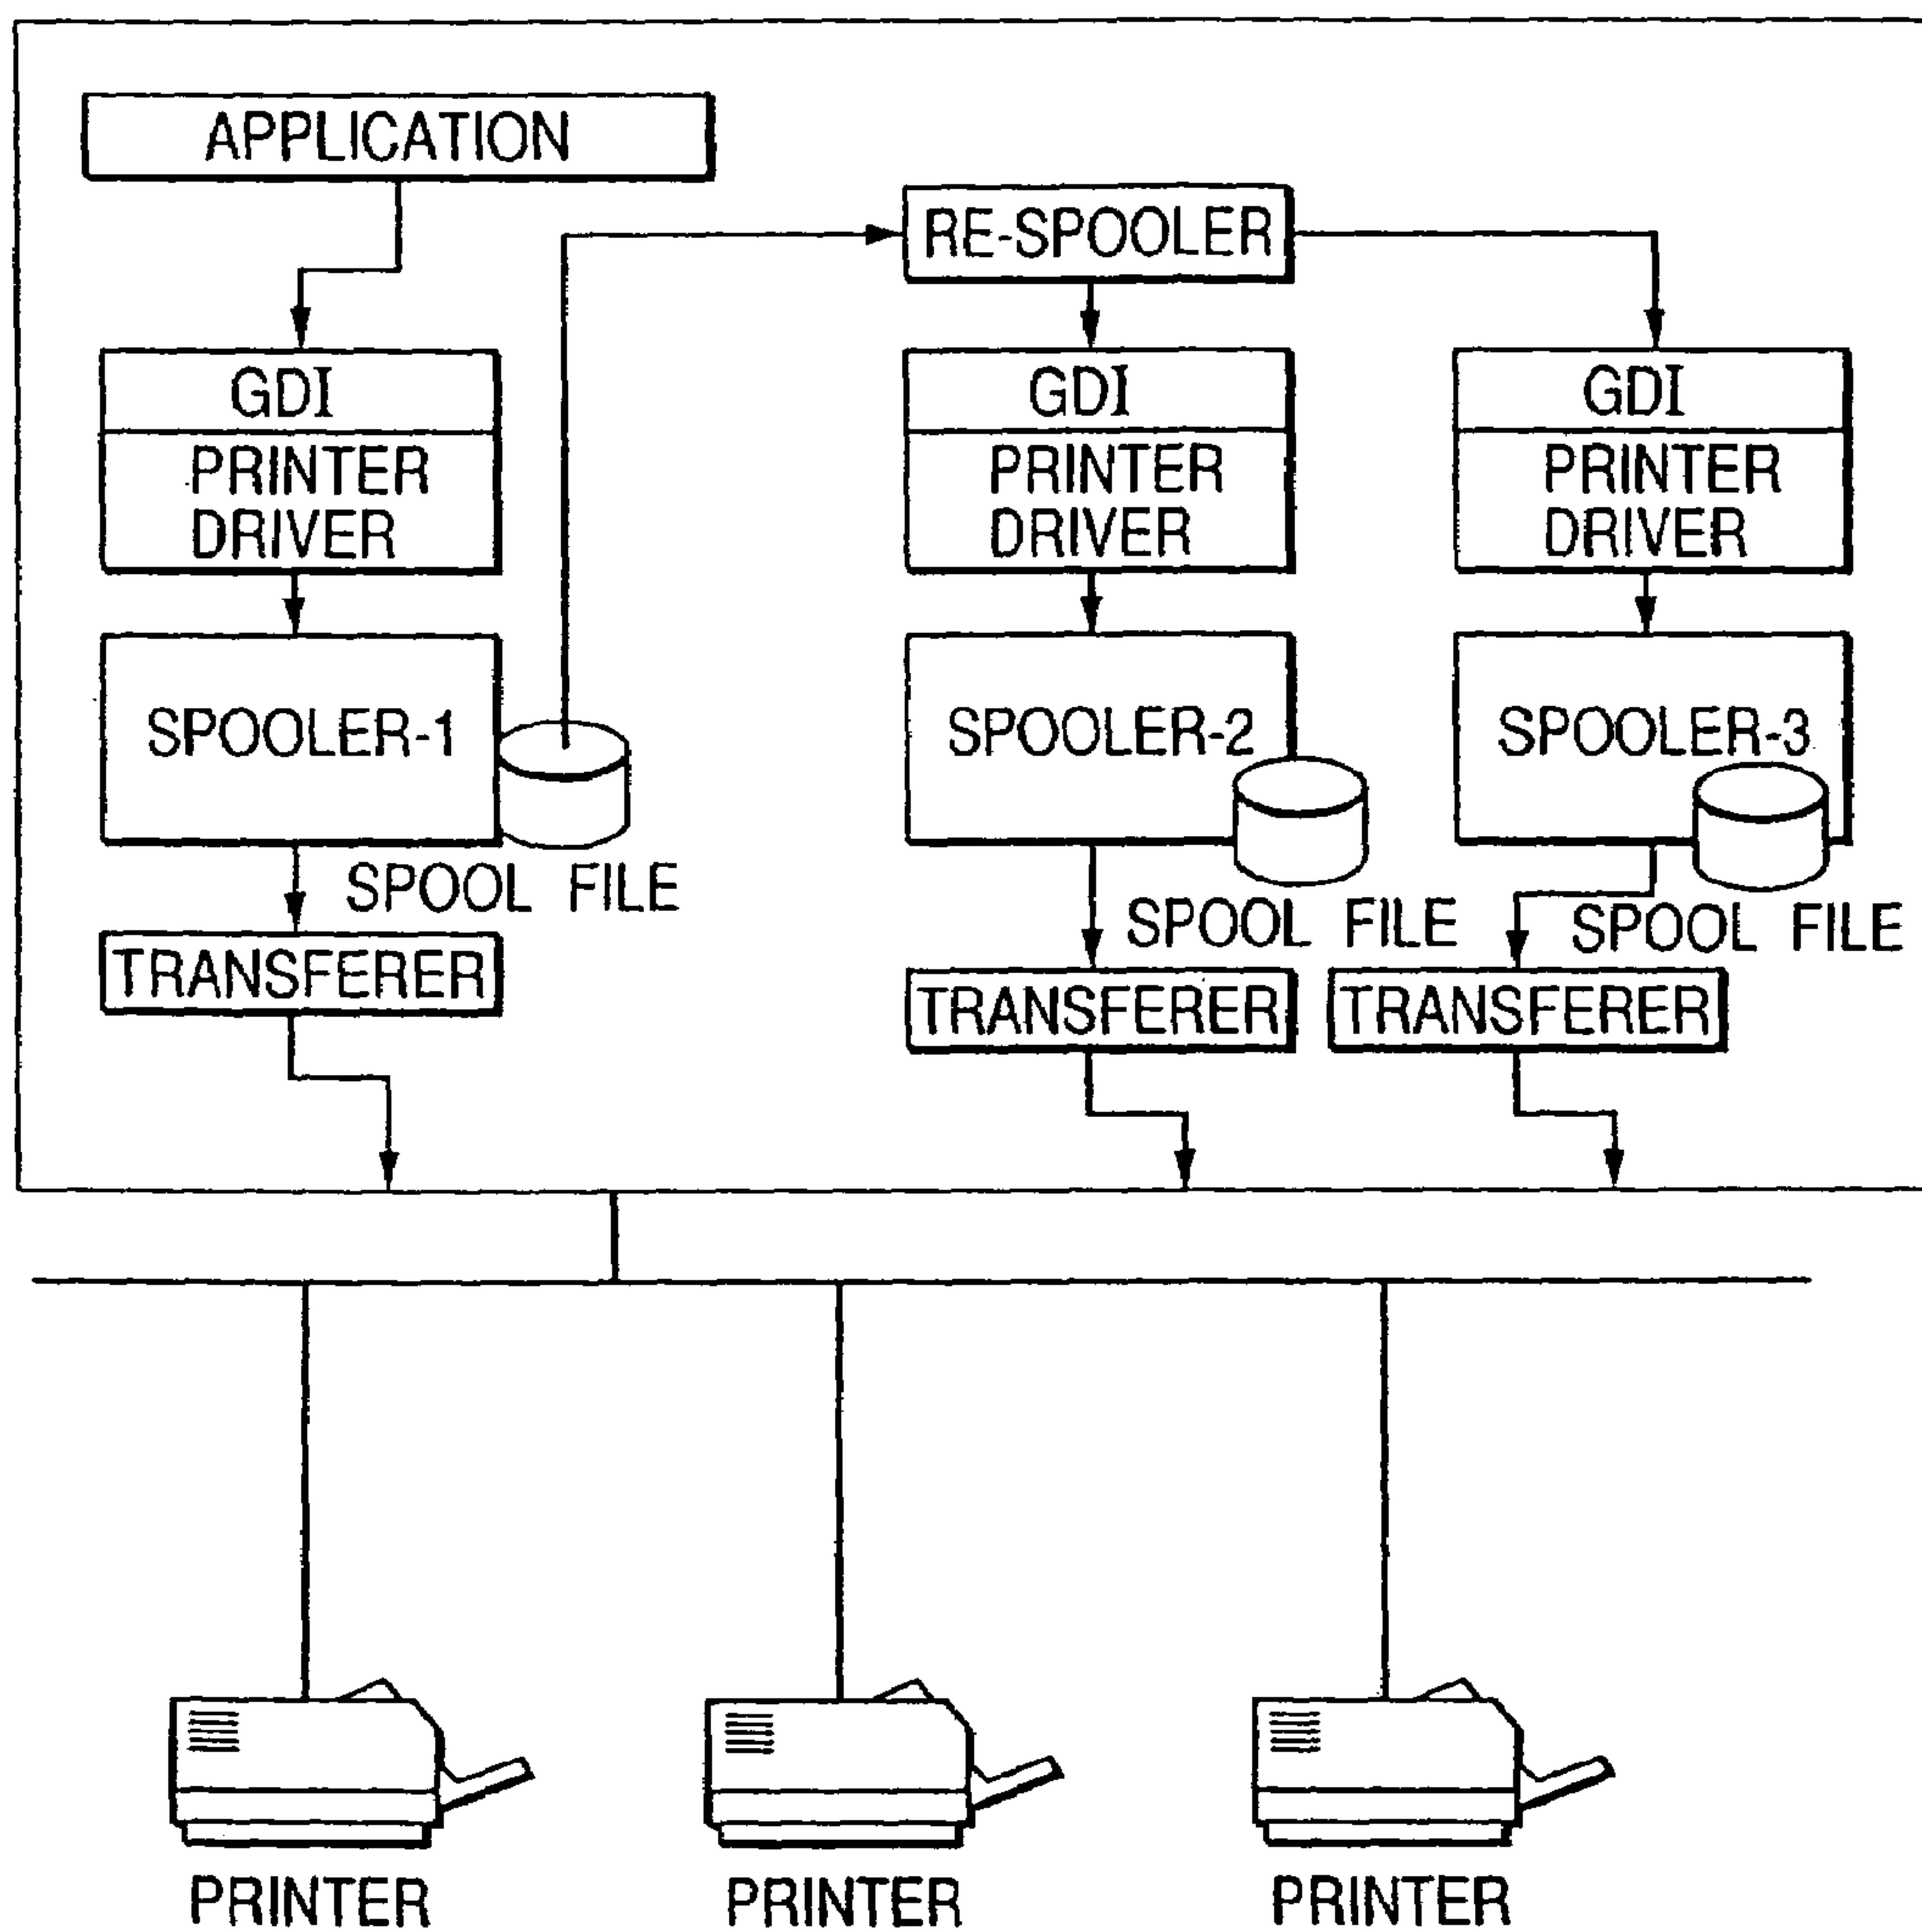 APPLICATION
RE-SPOOLER
GDI
PRINTER
DRIVER
GDI
PRINTER
DRIVER
GDI
PRINTER
DRIVER
SPOOLER-1
SPOOLER-2
SPOOLER-3
SPOOL FILE
SPOOL FILE
SPOOL FILE
TRANSFERER
TRANSFERER
TRANSFERER
PRINTER
PRINTER
PRINTER